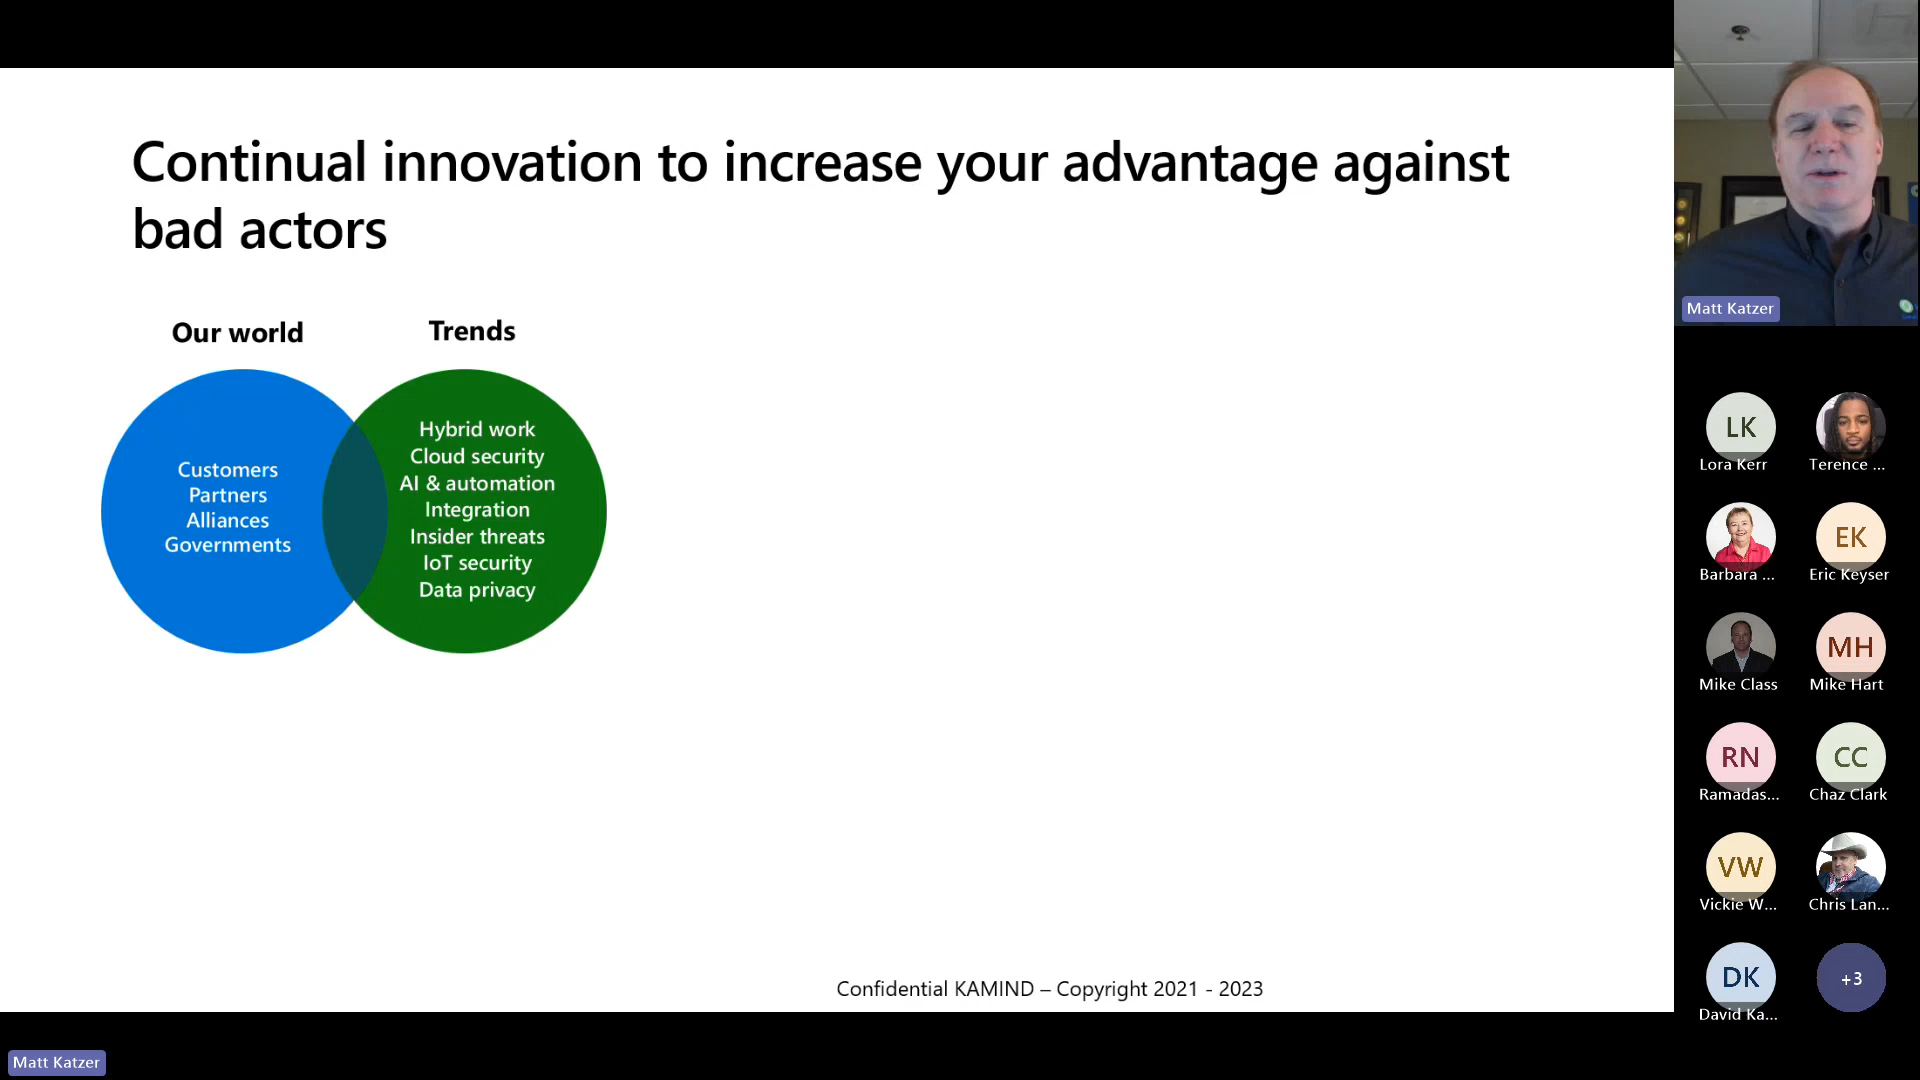 Continual innovation to increase your advantage against
bad actors
Our world
Trends
Customers
Partners
Alliances
Governments
Hybrid work
Cloud security
AI & automation
Integration
Insider threats
IoT security
Data privacy
Confidential KAMIND – Copyright 2021 - 2023
Matt Katzer
Matt Katzer
LK
Lora Kerr
Terence ...
Barbara ...
EK
Eric Keyser
Mike Class
MH
Mike Hart
RN
Ramadas...
CC
Chaz Clark
VW
Vickie W...
Chris Lan...
DK
David Ka...
+3